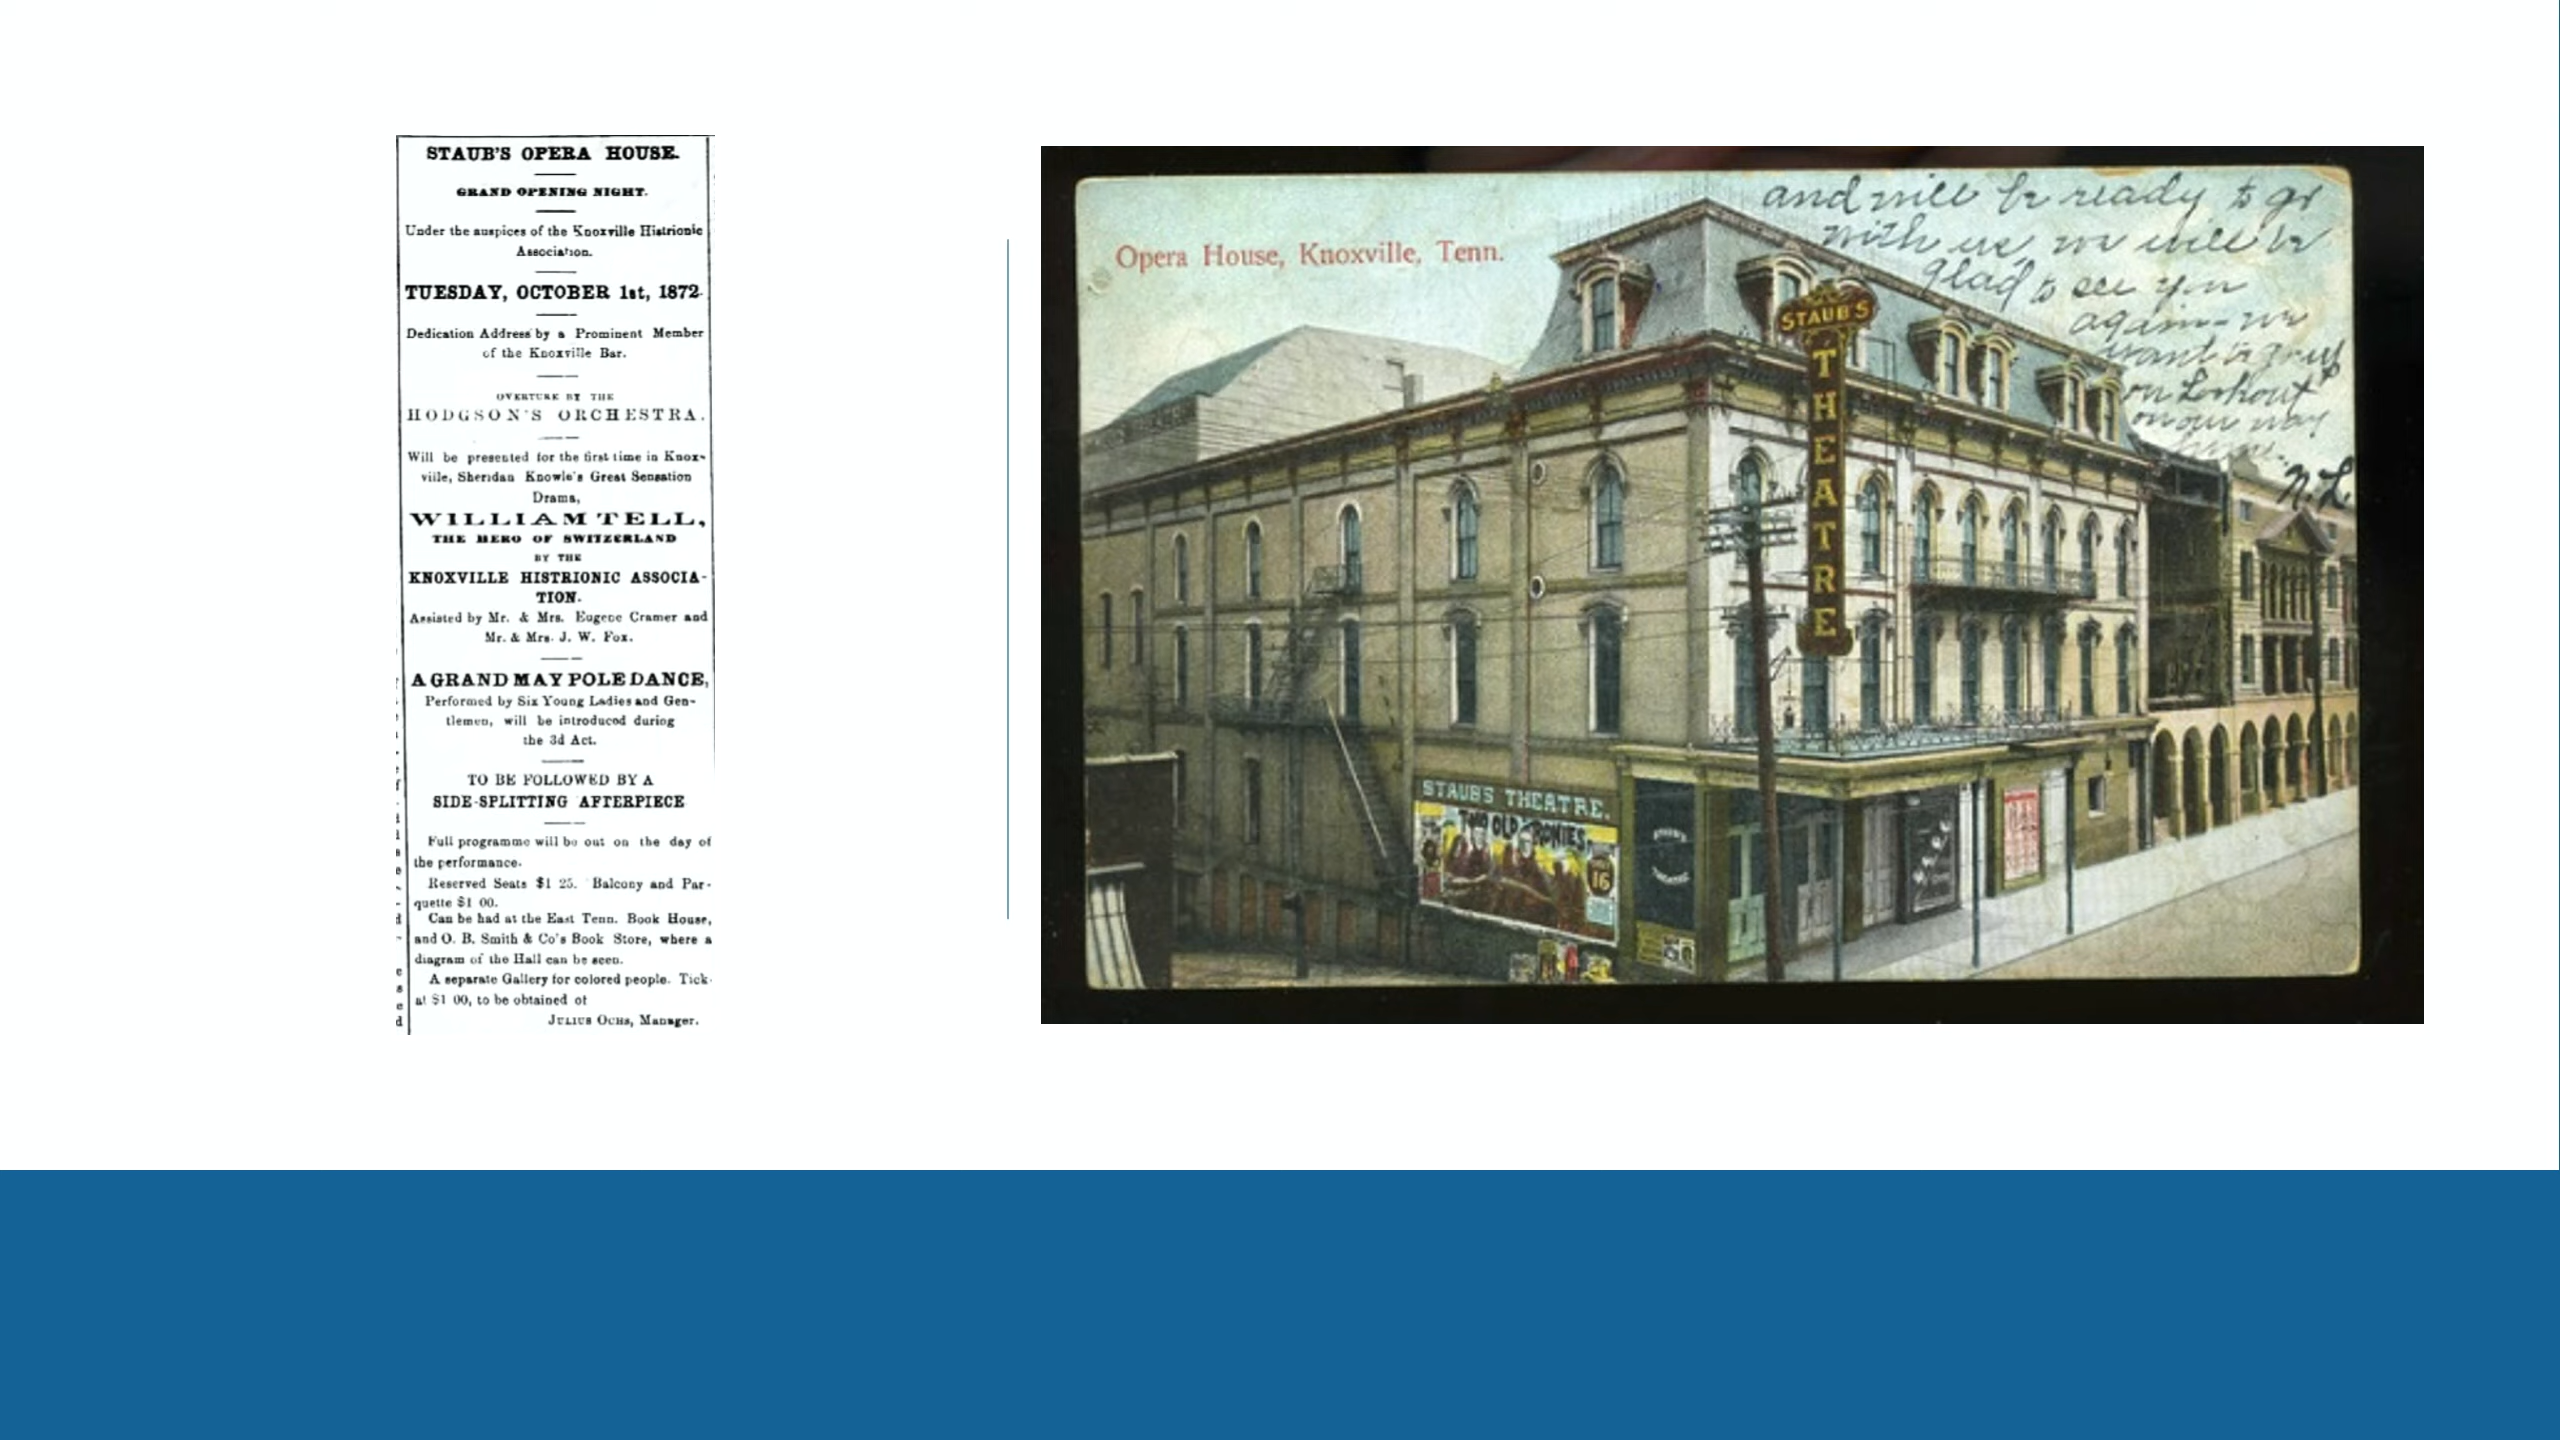 STAUB'S OPERA HOUSE.
GRAND OPENING NIGHT.
Under the auspices of the Knoxville Histrionic
Association.
TUESDAY, OCTOBER 1st, 1872
Dedication Address by a Prominent Member
of the Knoxville Bar.
OVERTURE BY THE
HODGSON'S ORCHESTRA.
Will be presented for the first time in Knox-
ville, Sheridan Knowle's Great Sensation
Drama,
WILLIAM TELL,
THE HERO OF SWITZERLAND
BY THE
KNOXVILLE HISTRIONIC ASSOCIA-
TION.
Assisted by Mr. & Mrs. Eugene Cramer and
Mr. & Mrs. J. W. Fox.
A GRAND MAY POLE DANCE,
Performed by Six Young Ladies and Gen-
tlemen, will be introduced during
the 3d Act.
TO BE FOLLOWED BY A
SIDE-SPLITTING AFTERPIECE
Full programme will be out on the day of
the performance.
Reserved Seats $1 25. Balcony and Par-
quette $1 00.
Can be had at the East Tenn. Book House,
and O. B. Smith & Co's Book Store, where a
diagram of the Hall can be seen.
A separate Gallery for colored people. Tick-
at $1 00, to be obtained of
JULIUS OCHS, Manager.
Opera House, Knoxville, Tenn.
and will be ready to go
with us, we will be
glad to see you
again - we
want to
on Lookout
on our way
home.
N. L.
STAUB'S
THEATRE
STAUB'S THEATRE.
TWO OLD CRONIES
16
STAUB'S
THEATRE